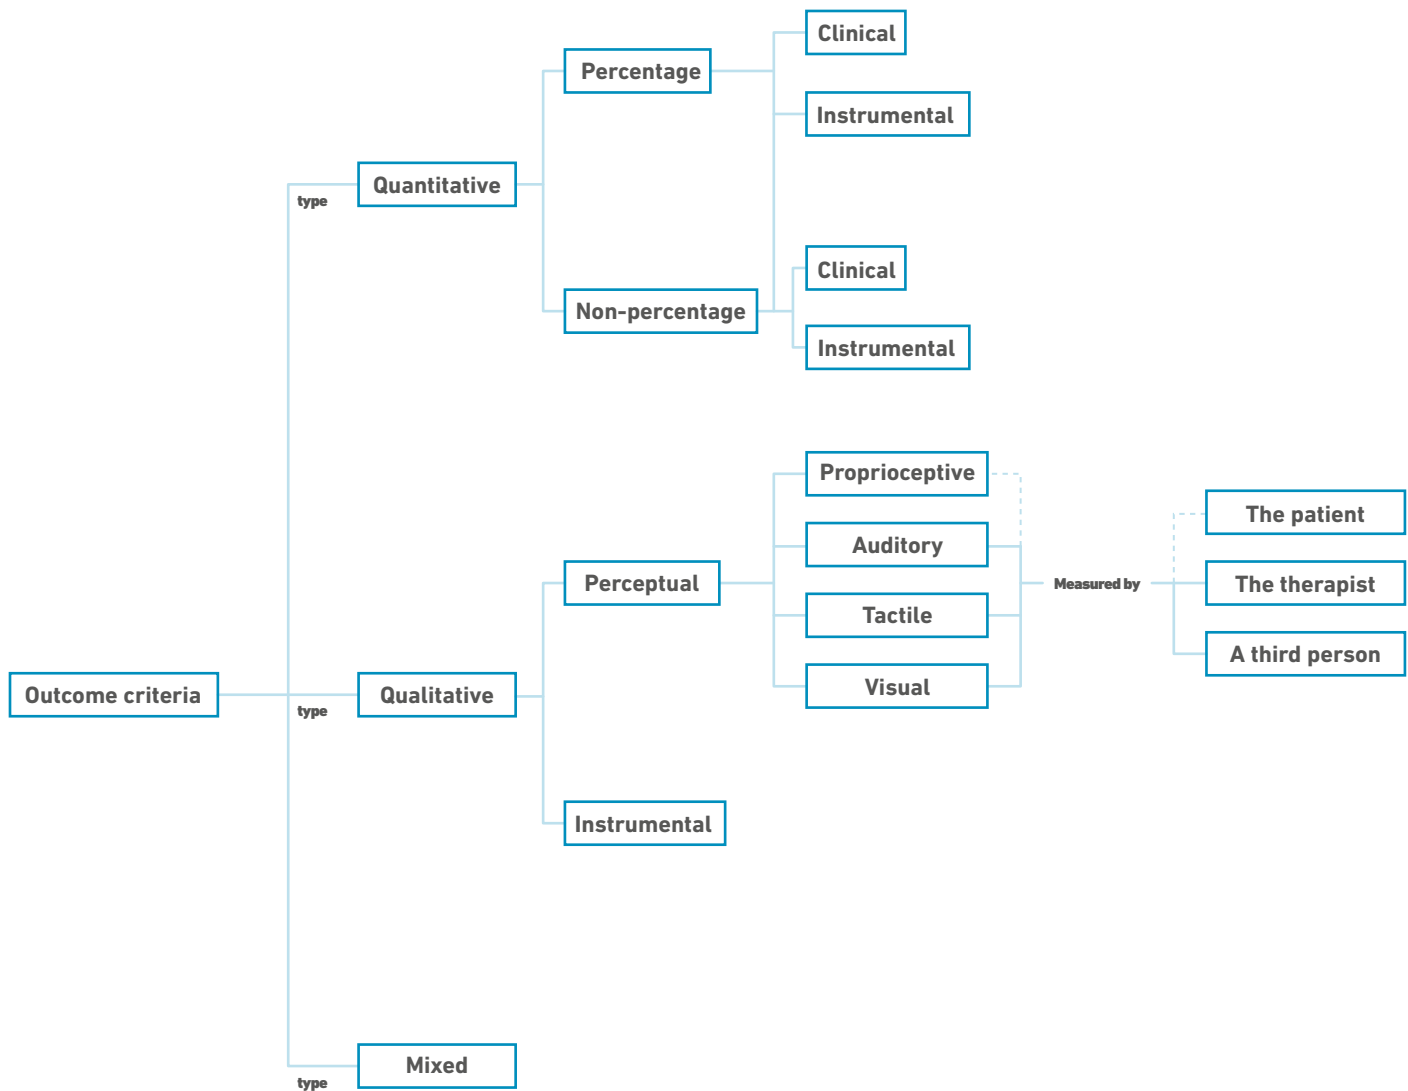 Clinical
Percentage
Instrumental
Quantitative
type
Clinical
Non-percentage
Instrumental
Proprioceptive
The patient
Auditory
Perceptual
Measured by
The therapist
Tactile
A third person
Outcome criteria
Qualitative
Visual
type
Instrumental
Mixed
type